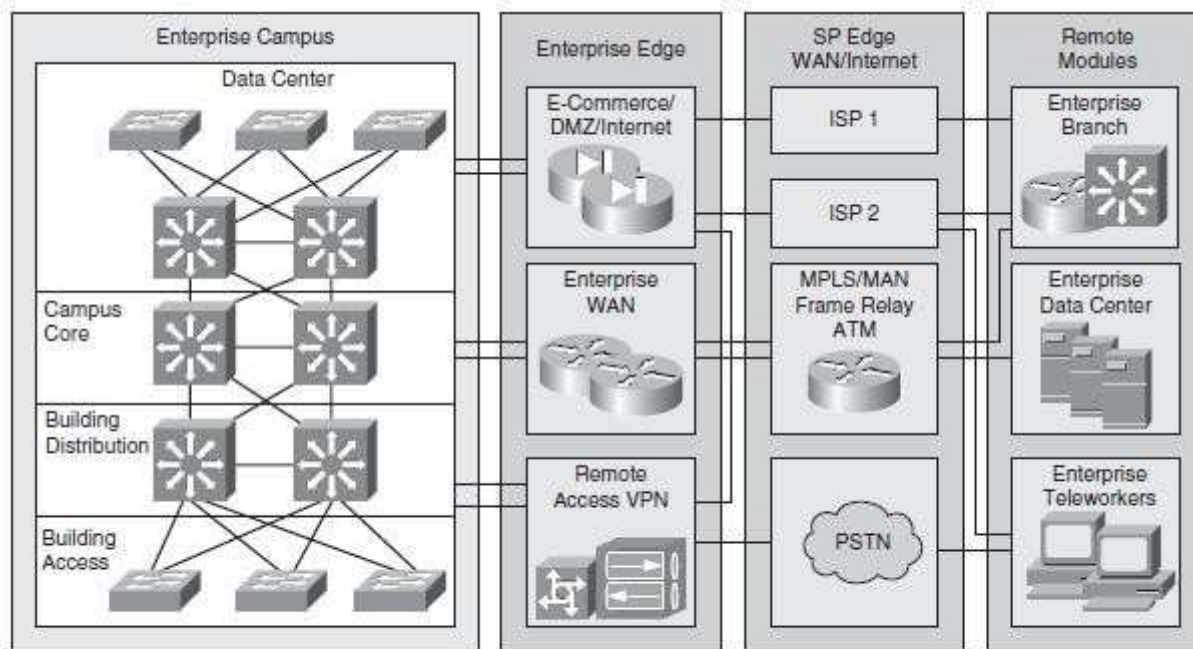 Enterprise Campus
Data Center
Campus
Core
Building
Distribution
Building
Access
Enterprise Edge
E-Commerce/
DMZ/Internet
Enterprise
WAN
Remote
Access VPN
SP Edge
WAN/Internet
ISP 1
ISP 2
MPLS/MAN
Frame Relay
ATM
PSTN
Remote
Modules
Enterprise
Branch
Enterprise
Data Center
Enterprise
Teleworkers